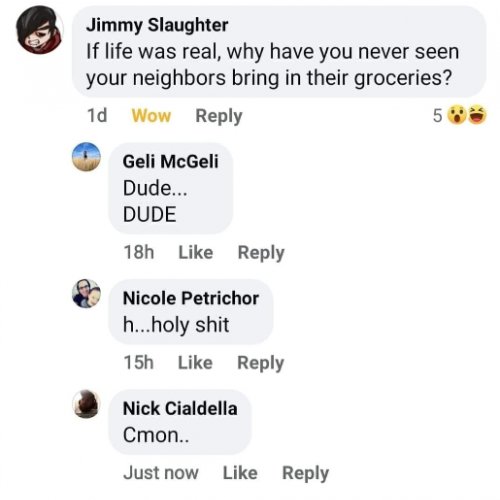 Jimmy Slaughter
If life was real, why have you never seen
your neighbors bring in their groceries?
1d Wow Reply 5
Geli McGeli
Dude...
DUDE
18h Like Reply
Nicole Petrichor
h...holy shit
15h Like Reply
Nick Cialdella
Cmon..
Just now Like Reply